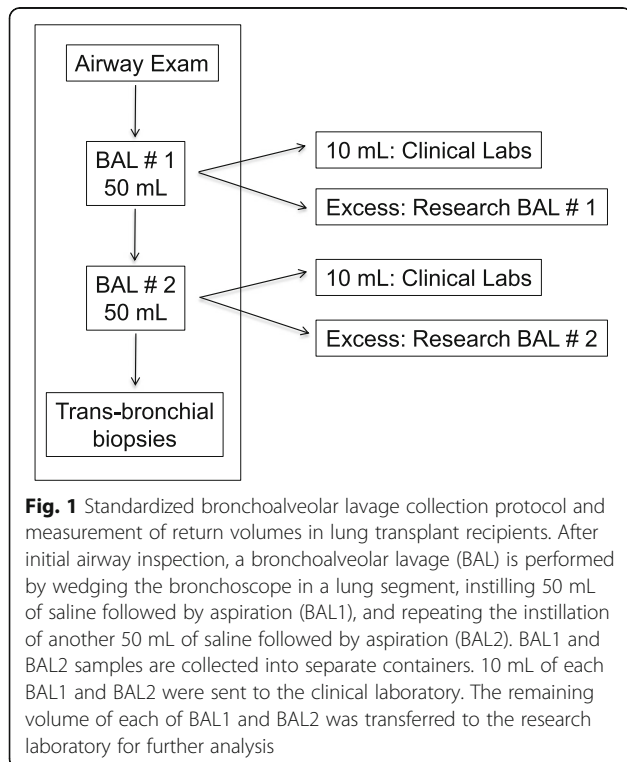 Airway Exam
BAL # 1
50 mL
10 mL: Clinical Labs
Excess: Research BAL # 1
BAL # 2
50 mL
10 mL: Clinical Labs
Excess: Research BAL # 2
Trans-bronchial
biopsies
Fig. 1 Standardized bronchoalveolar lavage collection protocol and
measurement of return volumes in lung transplant recipients. After
initial airway inspection, a bronchoalveolar lavage (BAL) is performed
by wedging the bronchoscope in a lung segment, instilling 50 mL
of saline followed by aspiration (BAL1), and repeating the instillation
of another 50 mL of saline followed by aspiration (BAL2). BAL1 and
BAL2 samples are collected into separate containers. 10 mL of each
BAL1 and BAL2 were sent to the clinical laboratory. The remaining
volume of each of BAL1 and BAL2 was transferred to the research
laboratory for further analysis